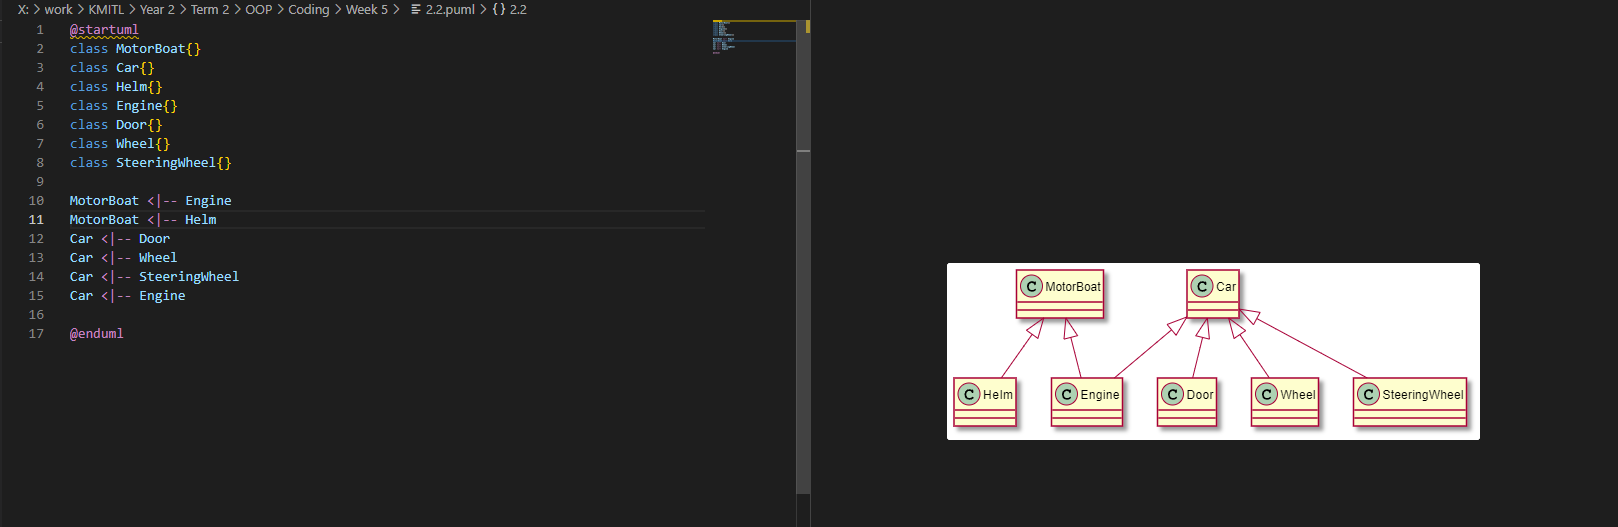 X: > work > KMITL > Year 2 > Term 2 > OOP > Coding > Week 5 > 2.2.puml > {} 2.2
1 @startuml
2 class MotorBoat{}
3 class Car{}
4 class Helm{}
5 class Engine{}
6 class Door{}
7 class Wheel{}
8 class SteeringWheel{}
9
10 MotorBoat <|-- Engine
11 MotorBoat <|-- Helm
12 Car <|-- Door
13 Car <|-- Wheel
14 Car <|-- SteeringWheel
15 Car <|-- Engine
16
17 @enduml
C MotorBoat
C Car
C Helm
C Engine
C Door
C Wheel
C SteeringWheel